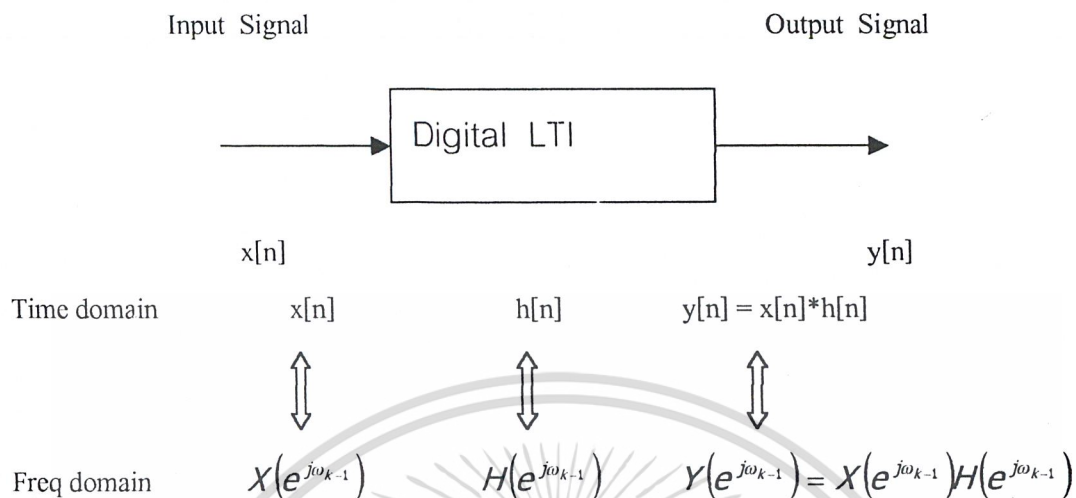 Input Signal Output Signal
Digital LTI
x[n] y[n]
Time domain x[n] h[n] y[n] = x[n]*h[n]
Freq domain X(e^{jω_{k-1}}) H(e^{jω_{k-1}}) Y(e^{jω_{k-1}}) = X(e^{jω_{k-1}})H(e^{jω_{k-1}})